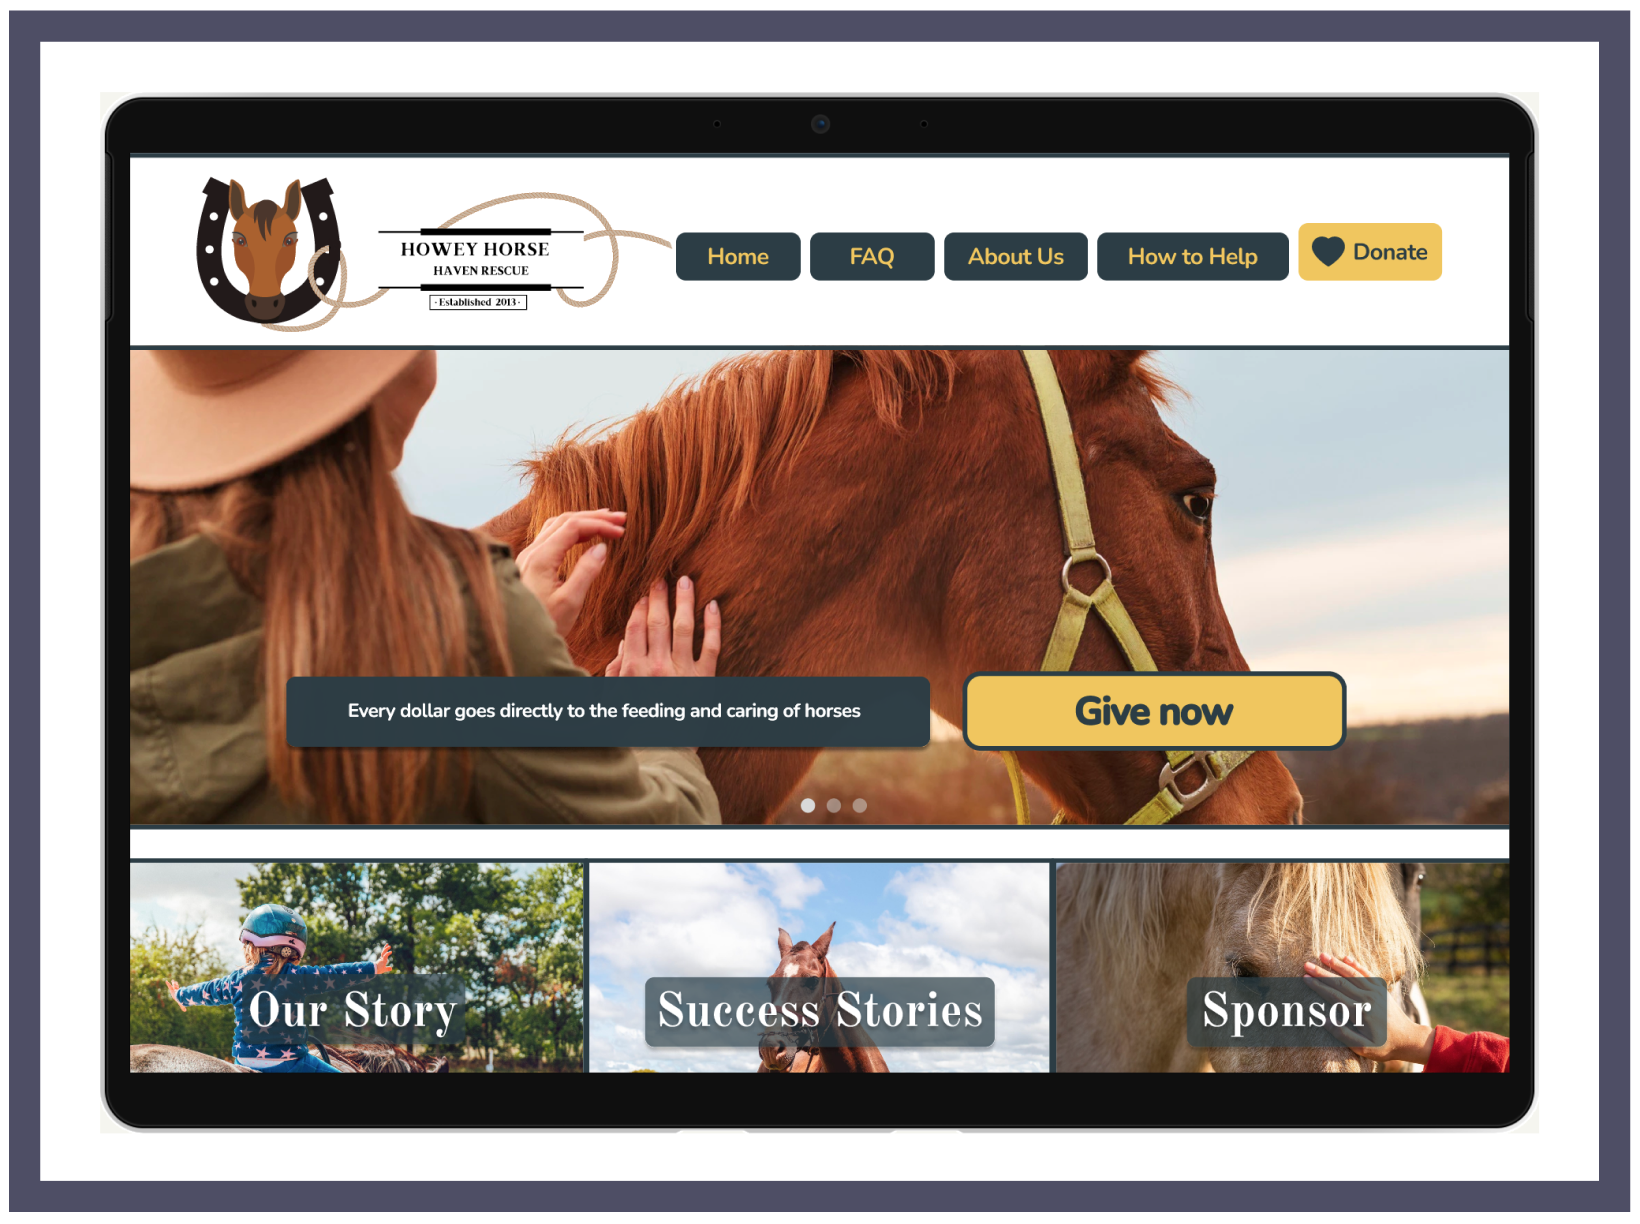 HOWEY HORSE
HAVEN RESCUE
·Established 2013·
Home
FAQ
About Us
How to Help
Donate
Every dollar goes directly to the feeding and caring of horses
Give now
Our Story
Success Stories
Sponsor